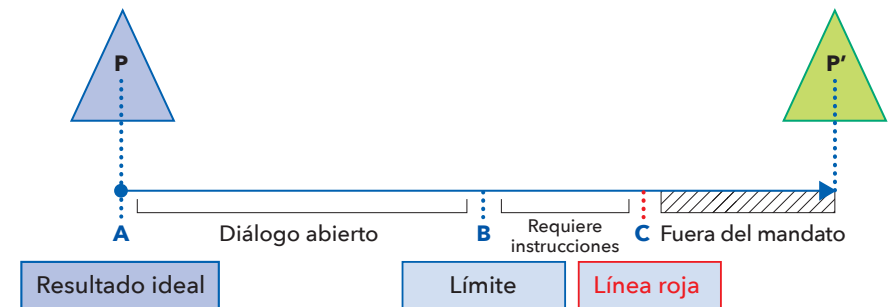 P
P′
A
Diálogo abierto
B
Requiere
instrucciones
C
Fuera del mandato
Resultado ideal
Límite
Línea roja